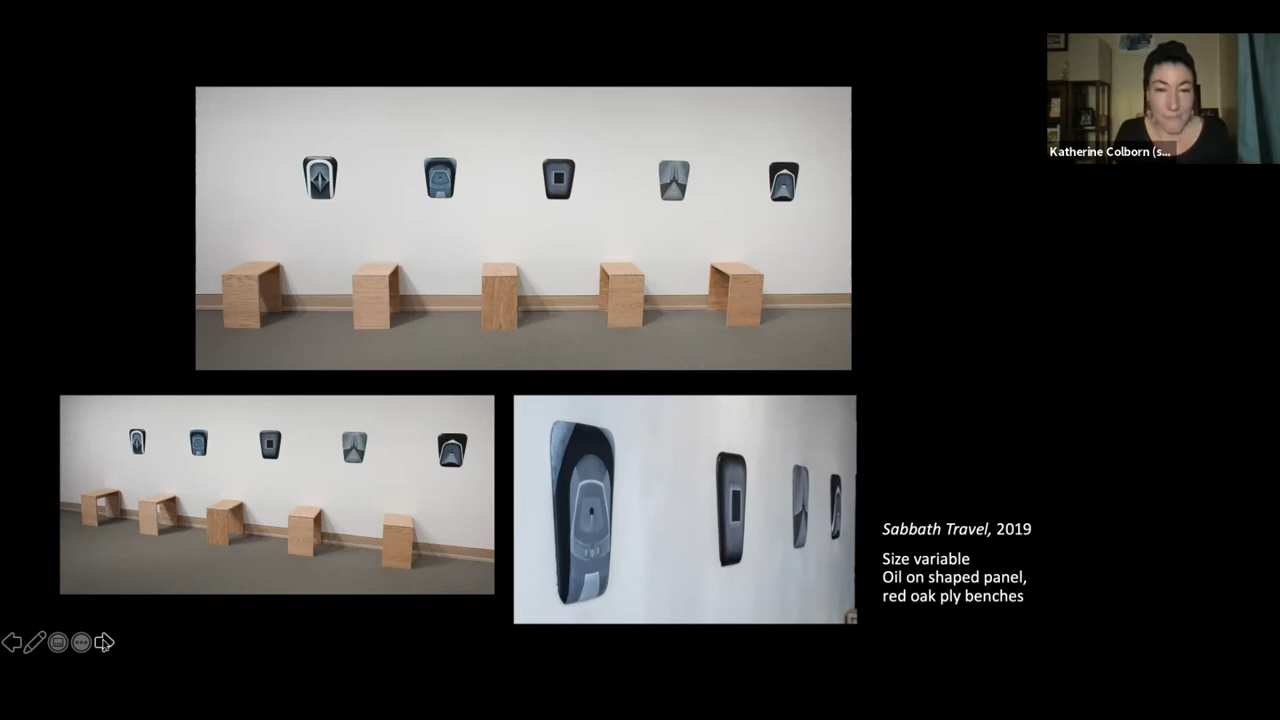 Katherine Colborn (s...
Sabbath Travel, 2019
Size variable
Oil on shaped panel,
red oak ply benches